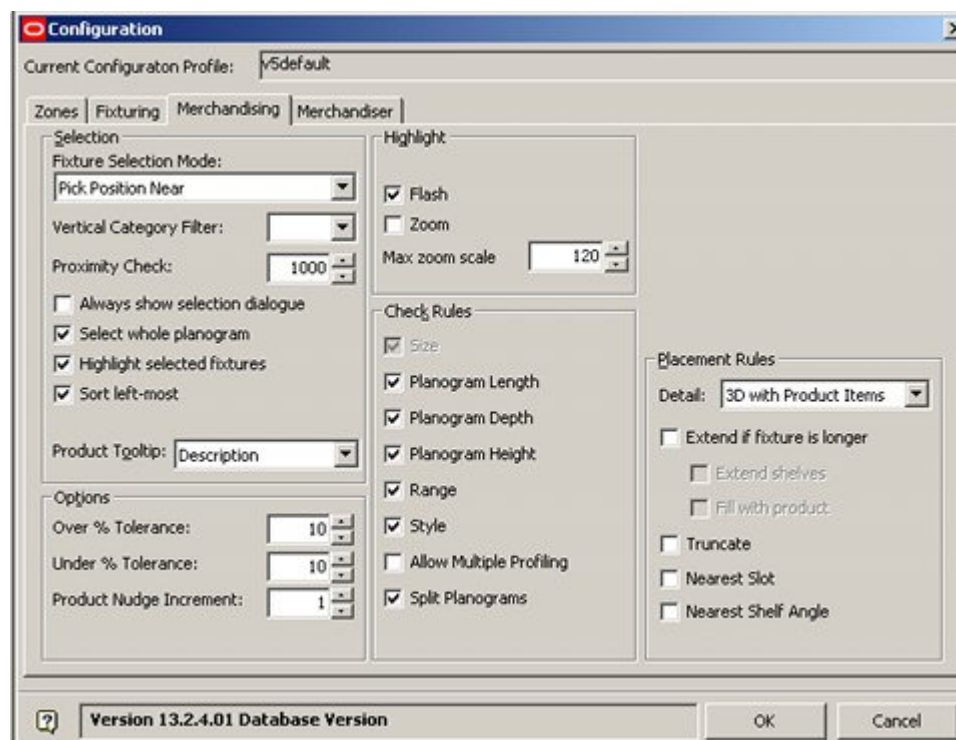 Configuration
Current Configuraton Profile: v5default
Zones Fixturing Merchandising Merchandiser
Selection
Fixture Selection Mode:
Pick Position Near
Vertical Category Filter:
Proximity Check: 1000
Always show selection dialogue
Select whole planogram
Highlight selected fixtures
Sort left-most
Product Tooltip: Description
Options
Over % Tolerance: 10
Under % Tolerance: 10
Product Nudge Increment: 1
Highlight
Flash
Zoom
Max zoom scale 120
Check Rules
Size
Planogram Length
Planogram Depth
Planogram Height
Range
Style
Allow Multiple Profiling
Split Planograms
Placement Rules
Detail: 3D with Product Items
Extend if fixture is longer
Extend shelves
Fill with product
Truncate
Nearest Slot
Nearest Shelf Angle
Version 13.2.4.01 Database Version
OK Cancel